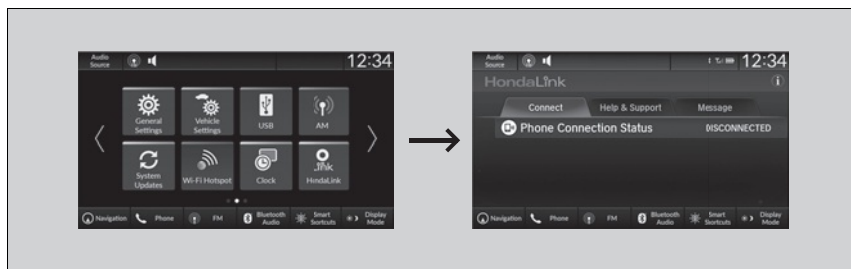 Audio
Source
12:34
General
Settings
Vehicle
Settings
USB
AM
System
Updates
Wi-Fi Hotspot
Clock
HondaLink
Navigation
Phone
FM
Bluetooth
Audio
Smart
Shortcuts
Display
Mode
Audio
Source
12:34
HondaLink
Connect
Help & Support
Message
Phone Connection Status
DISCONNECTED
Navigation
Phone
FM
Bluetooth
Audio
Smart
Shortcuts
Display
Mode